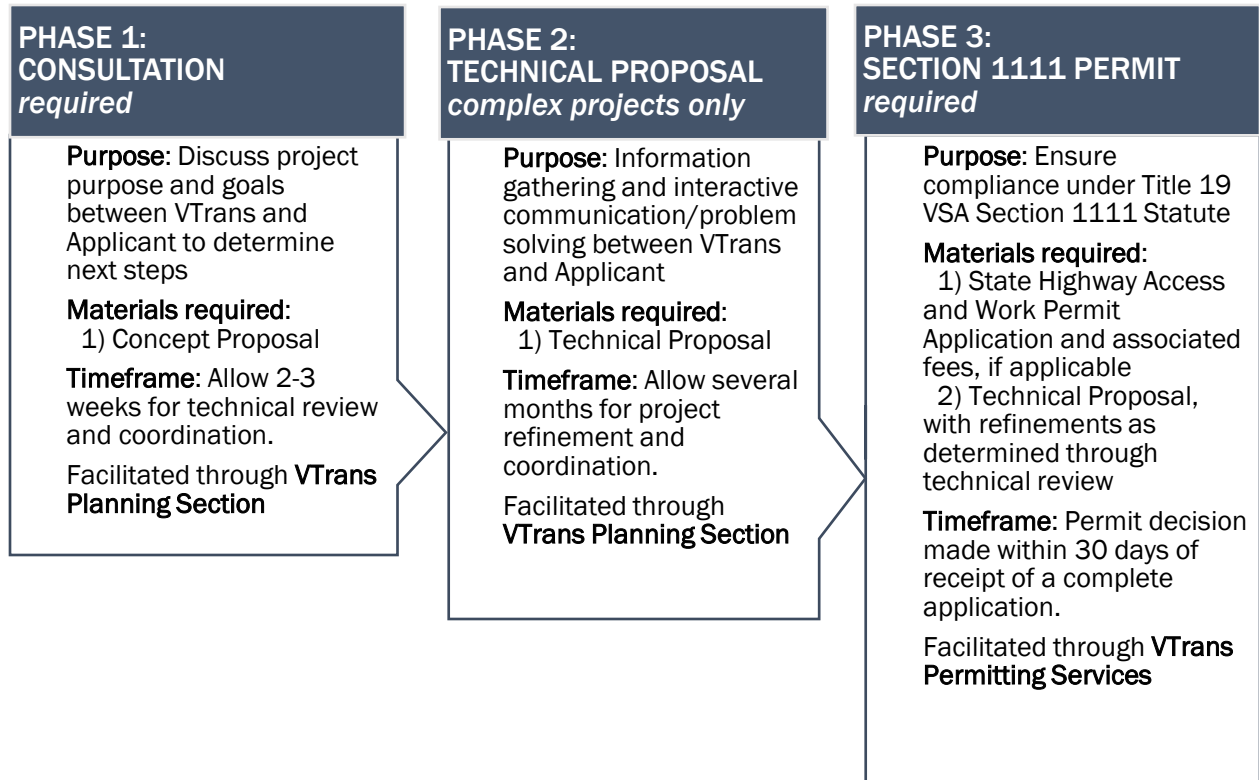 PHASE 1:
CONSULTATION
required
Purpose: Discuss project
purpose and goals
between VTrans and
Applicant to determine
next steps
Materials required:
1) Concept Proposal
Timeframe: Allow 2-3
weeks for technical review
and coordination.
Facilitated through VTrans
Planning Section
PHASE 2:
TECHNICAL PROPOSAL
complex projects only
Purpose: Information
gathering and interactive
communication/problem
solving between VTrans
and Applicant
Materials required:
1) Technical Proposal
Timeframe: Allow several
months for project
refinement and
coordination.
Facilitated through
VTrans Planning Section
PHASE 3:
SECTION 1111 PERMIT
required
Purpose: Ensure
compliance under Title 19
VSA Section 1111 Statute
Materials required:
1) State Highway Access
and Work Permit
Application and associated
fees, if applicable
2) Technical Proposal,
with refinements as
determined through
technical review
Timeframe: Permit decision
made within 30 days of
receipt of a complete
application.
Facilitated through VTrans
Permitting Services